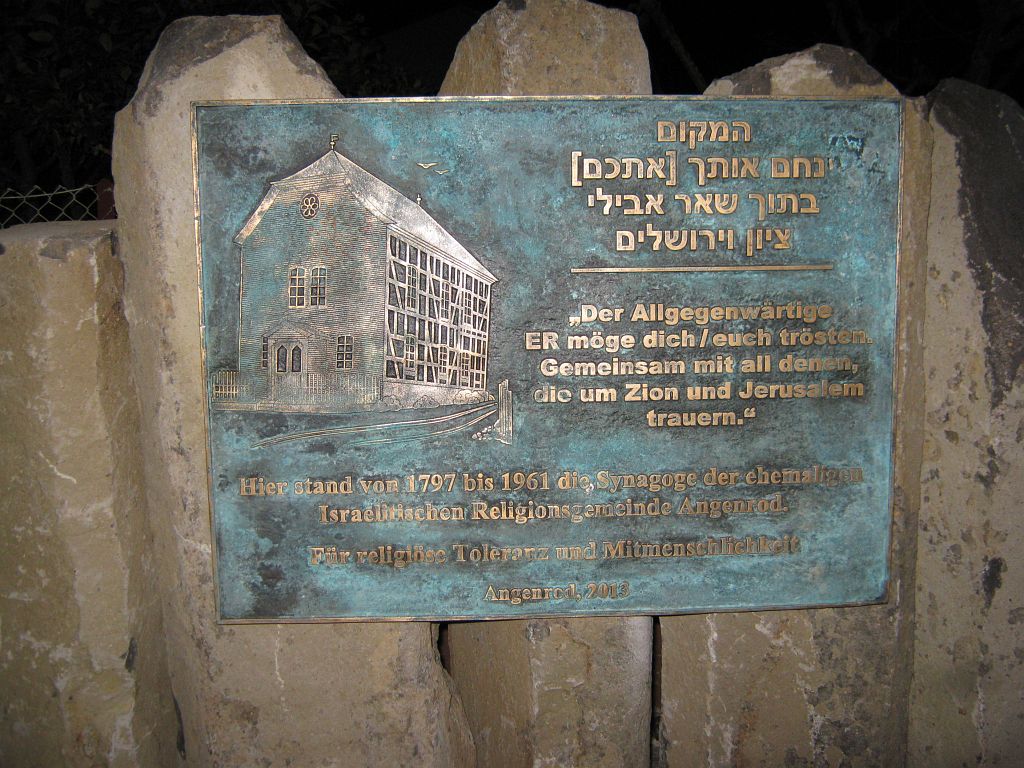 המקום
ינחם אותך [אתכם]
בתוך שאר אבילי
ציון וירושלים
„Der Allgegenwärtige
ER möge dich/euch trösten.
Gemeinsam mit all denen,
die um Zion und Jerusalem
trauern.“
Hier stand von 1797 bis 1961 die Synagoge der ehemaligen
Israelitischen Religionsgemeinde Angenrod.
Für religiöse Toleranz und Mitmenschlichkeit
Angenrod, 2013